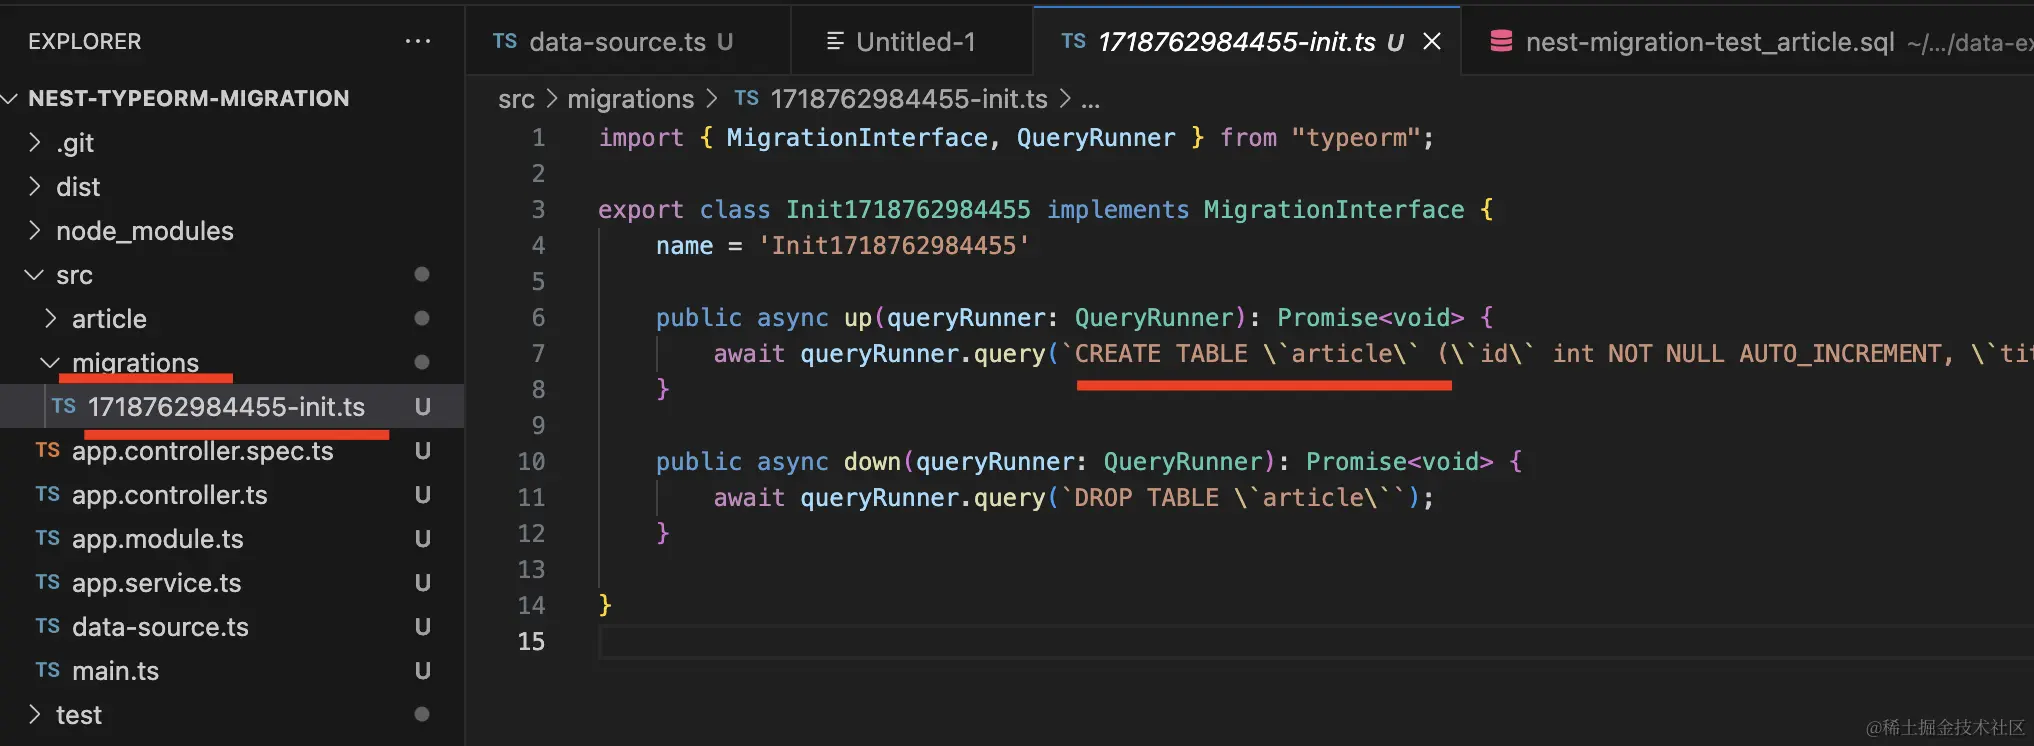 EXPLORER
NEST-TYPEORM-MIGRATION
.git
dist
node_modules
src
article
migrations
TS 1718762984455-init.ts U
TS app.controller.spec.ts U
TS app.controller.ts U
TS app.module.ts U
TS app.service.ts U
TS data-source.ts U
TS main.ts U
test
TS data-source.ts U
Untitled-1
TS 1718762984455-init.ts U
nest-migration-test_article.sql ~/.../data-ex
src > migrations > TS 1718762984455-init.ts > ...
1 import { MigrationInterface, QueryRunner } from "typeorm";
2
3 export class Init1718762984455 implements MigrationInterface {
4 name = 'Init1718762984455'
5
6 public async up(queryRunner: QueryRunner): Promise<void> {
7 await queryRunner.query(`CREATE TABLE \`article\` (\`id\` int NOT NULL AUTO_INCREMENT, \`tit
8 }
9
10 public async down(queryRunner: QueryRunner): Promise<void> {
11 await queryRunner.query(`DROP TABLE \`article\``);
12 }
13
14 }
15
@稀土掘金技术社区